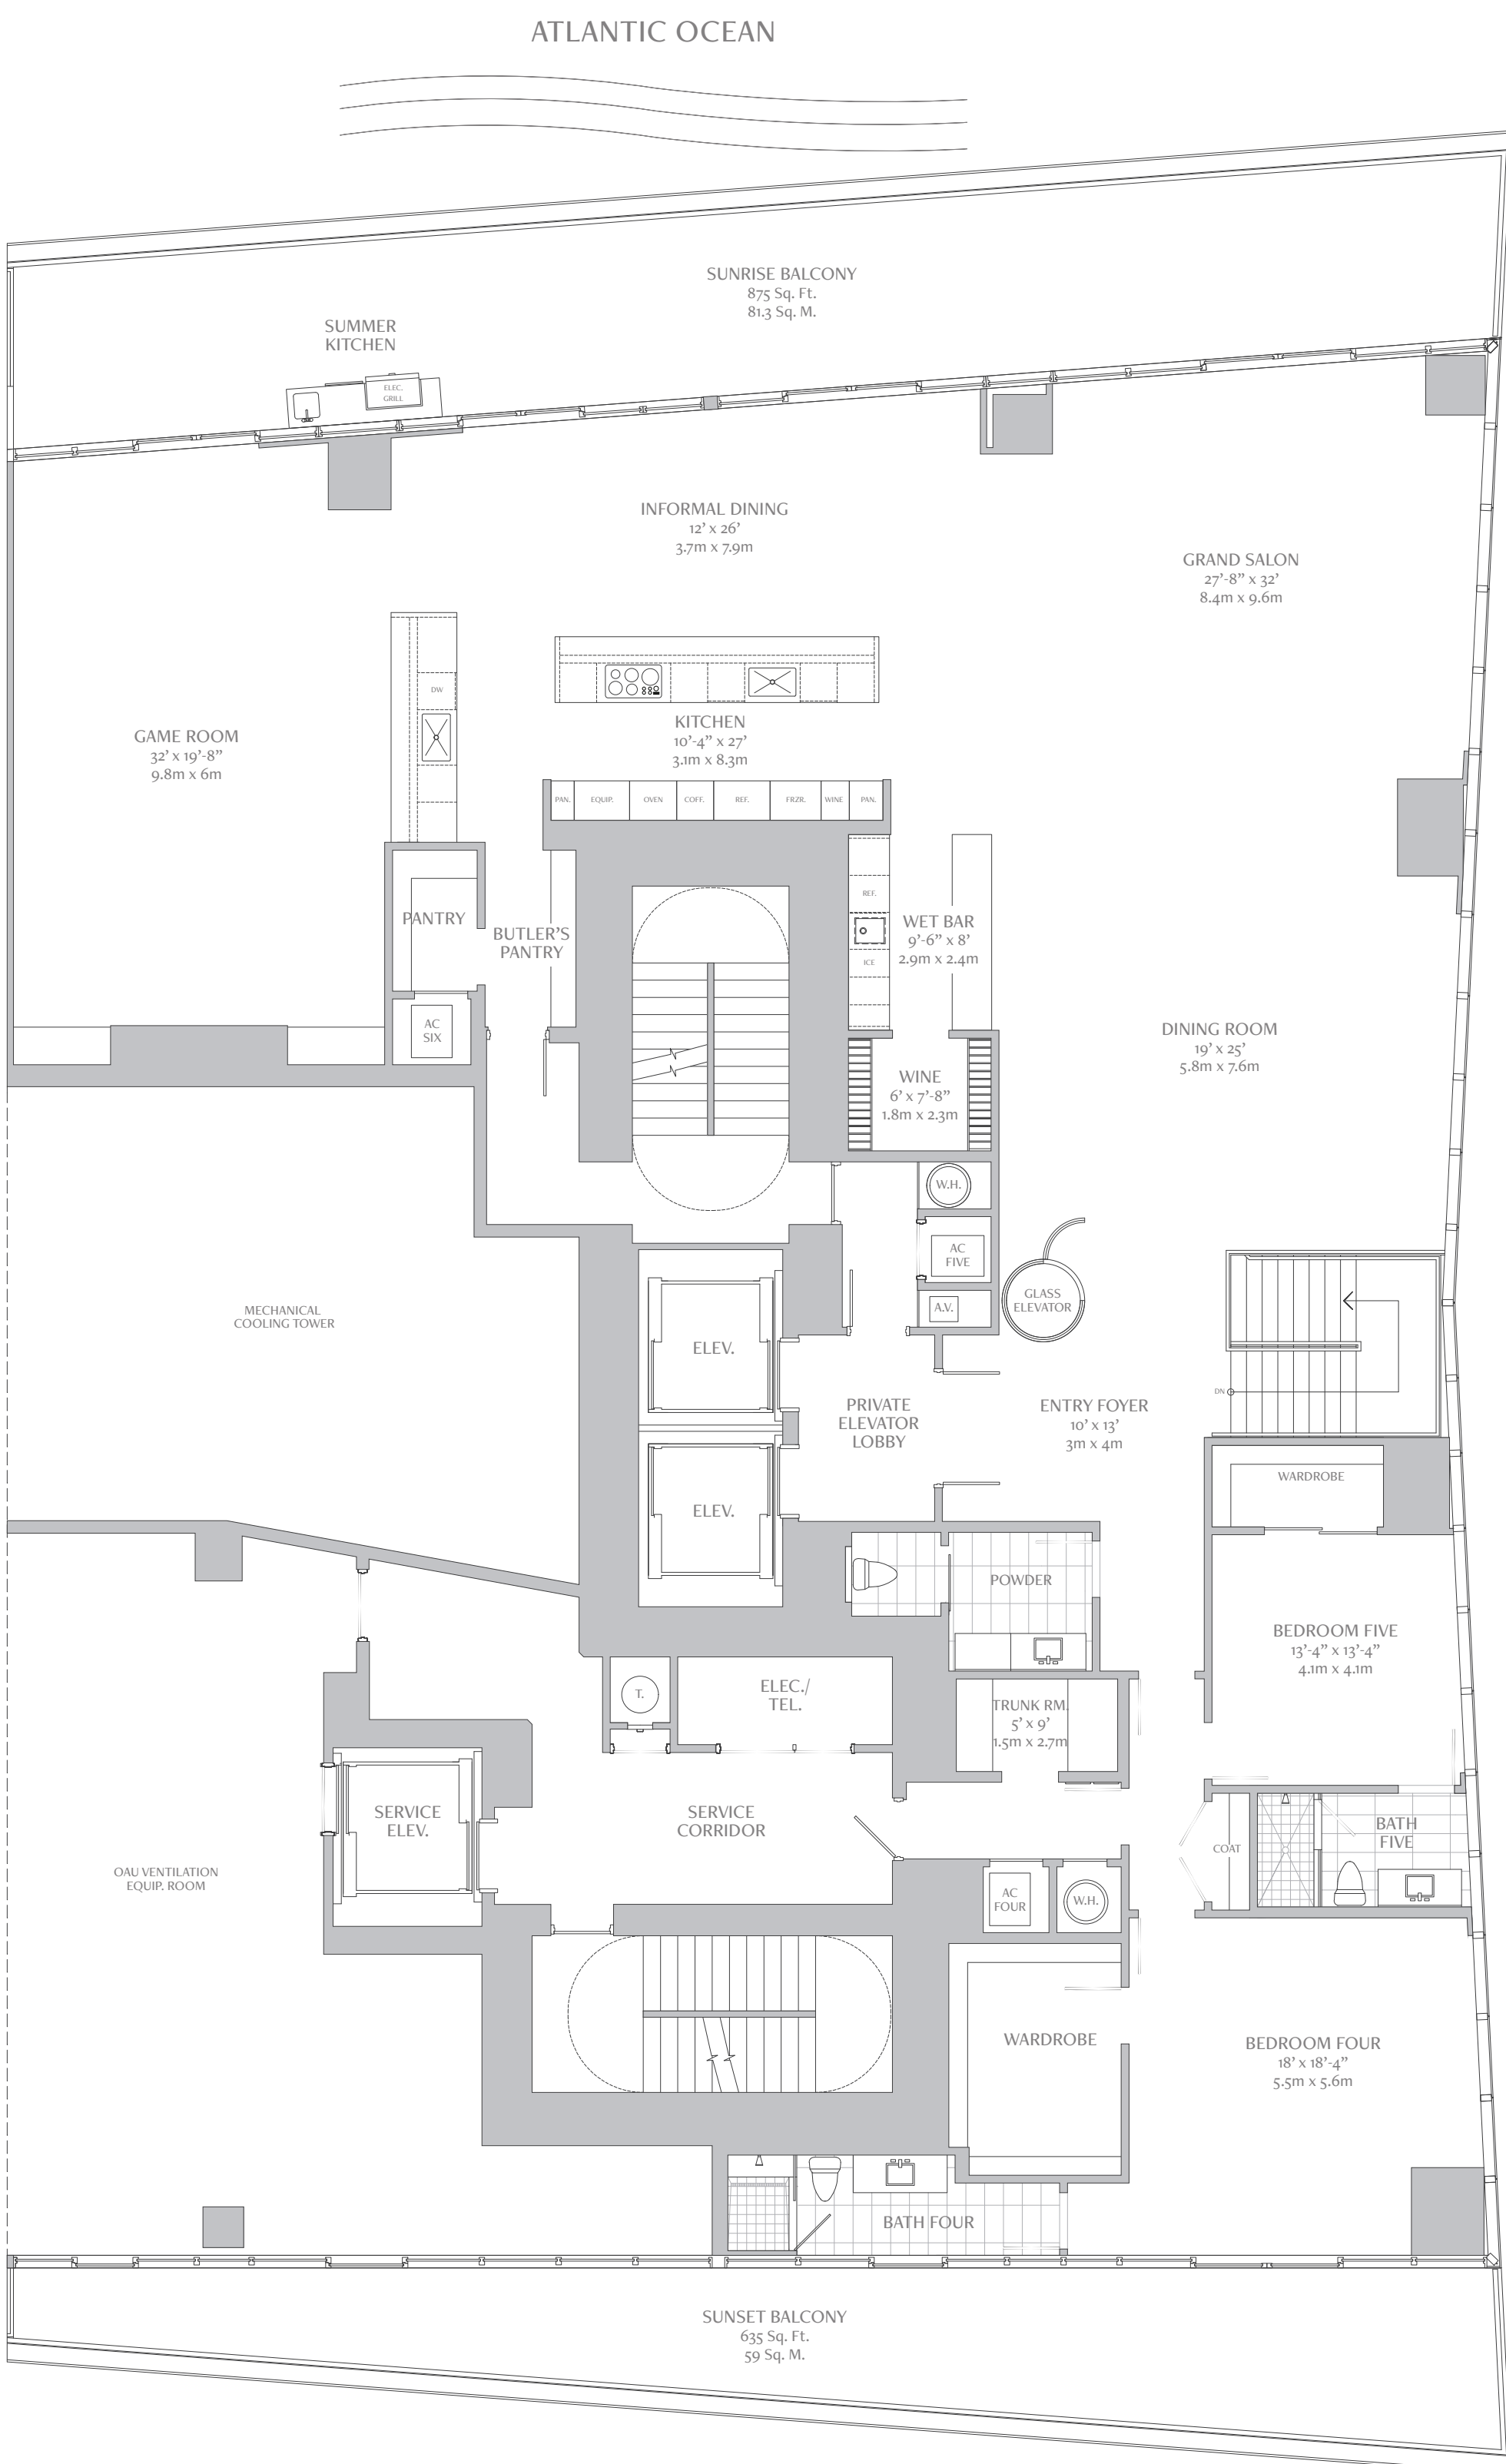 ATLANTIC OCEAN
SUNRISE BALCONY
875 Sq. Ft.
81.3 Sq. M.
SUMMER
KITCHEN
ELEC.
GRILL
INFORMAL DINING
12’ x 26’
3.7m x 7.9m
GRAND SALON
27’-8” x 32’
8.4m x 9.6m
DW
GAME ROOM
32’ x 19’-8”
9.8m x 6m
KITCHEN
10’-4” x 27’
3.1m x 8.3m
PAN.
EQUIP.
OVEN
COFF.
REF.
FRZR.
WINE
PAN.
PANTRY
BUTLER’S
PANTRY
REF.
ICE
WET BAR
9’-6” x 8’
2.9m x 2.4m
AC
SIX
DINING ROOM
19’ x 25’
5.8m x 7.6m
WINE
6’ x 7’-8”
1.8m x 2.3m
W.H.
AC
FIVE
A.V.
GLASS
ELEVATOR
MECHANICAL
COOLING TOWER
ELEV.
ELEV.
PRIVATE
ELEVATOR
LOBBY
ENTRY FOYER
10’ x 13’
3m x 4m
DN
WARDROBE
POWDER
BEDROOM FIVE
13’-4” x 13’-4”
4.1m x 4.1m
T.
ELEC./
TEL.
TRUNK RM.
5’ x 9’
1.5m x 2.7m
SERVICE
ELEV.
SERVICE
CORRIDOR
COAT
BATH
FIVE
OAU VENTILATION
EQUIP. ROOM
AC
FOUR
W.H.
WARDROBE
BEDROOM FOUR
18’ x 18’-4”
5.5m x 5.6m
BATH FOUR
SUNSET BALCONY
635 Sq. Ft.
59 Sq. M.